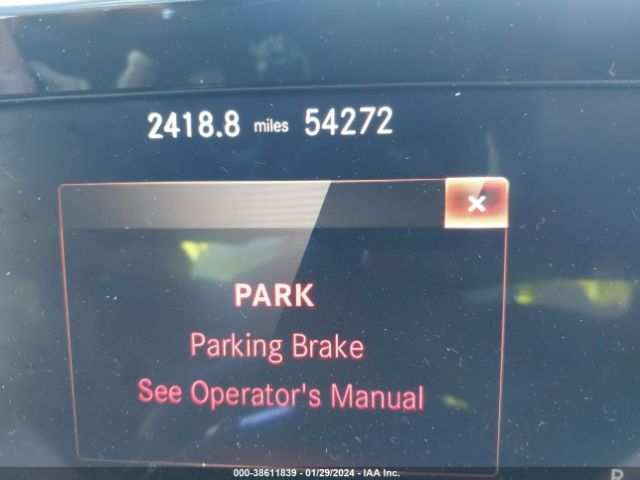 2418.8 miles 54272
×
PARK
Parking Brake
See Operator's Manual
P
000-38611839 - 01/29/2024 - IAA Inc.